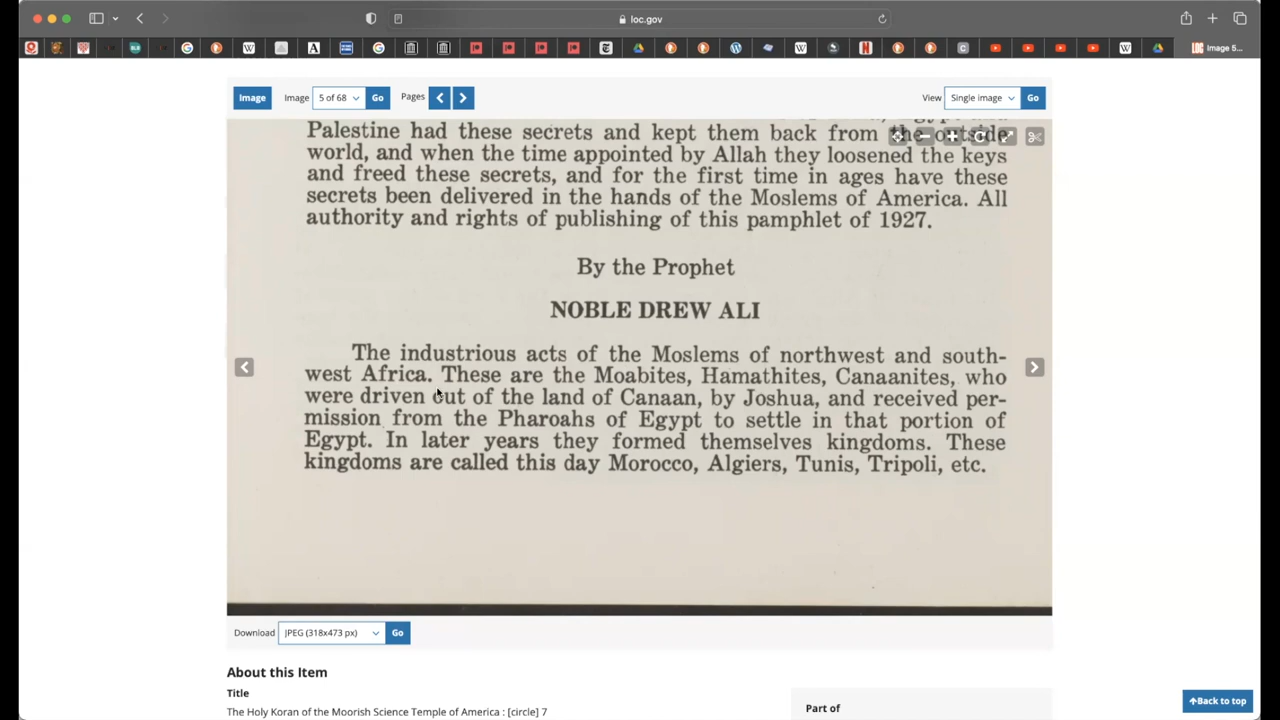 loc.gov
Image 5...
Image
Image
5 of 68
Go
Pages
View
Single image
Go
Palestine had these secrets and kept them back from the outside
world, and when the time appointed by Allah they loosened the keys
and freed these secrets, and for the first time in ages have these
secrets been delivered in the hands of the Moslems of America. All
authority and rights of publishing of this pamphlet of 1927.
By the Prophet
NOBLE DREW ALI
The industrious acts of the Moslems of northwest and south-
west Africa. These are the Moabites, Hamathites, Canaanites, who
were driven out of the land of Canaan, by Joshua, and received per-
mission from the Pharoahs of Egypt to settle in that portion of
Egypt. In later years they formed themselves kingdoms. These
kingdoms are called this day Morocco, Algiers, Tunis, Tripoli, etc.
Download
JPEG (318x473 px)
Go
About this Item
Title
The Holy Koran of the Moorish Science Temple of America : [circle] 7
Part of
Back to top